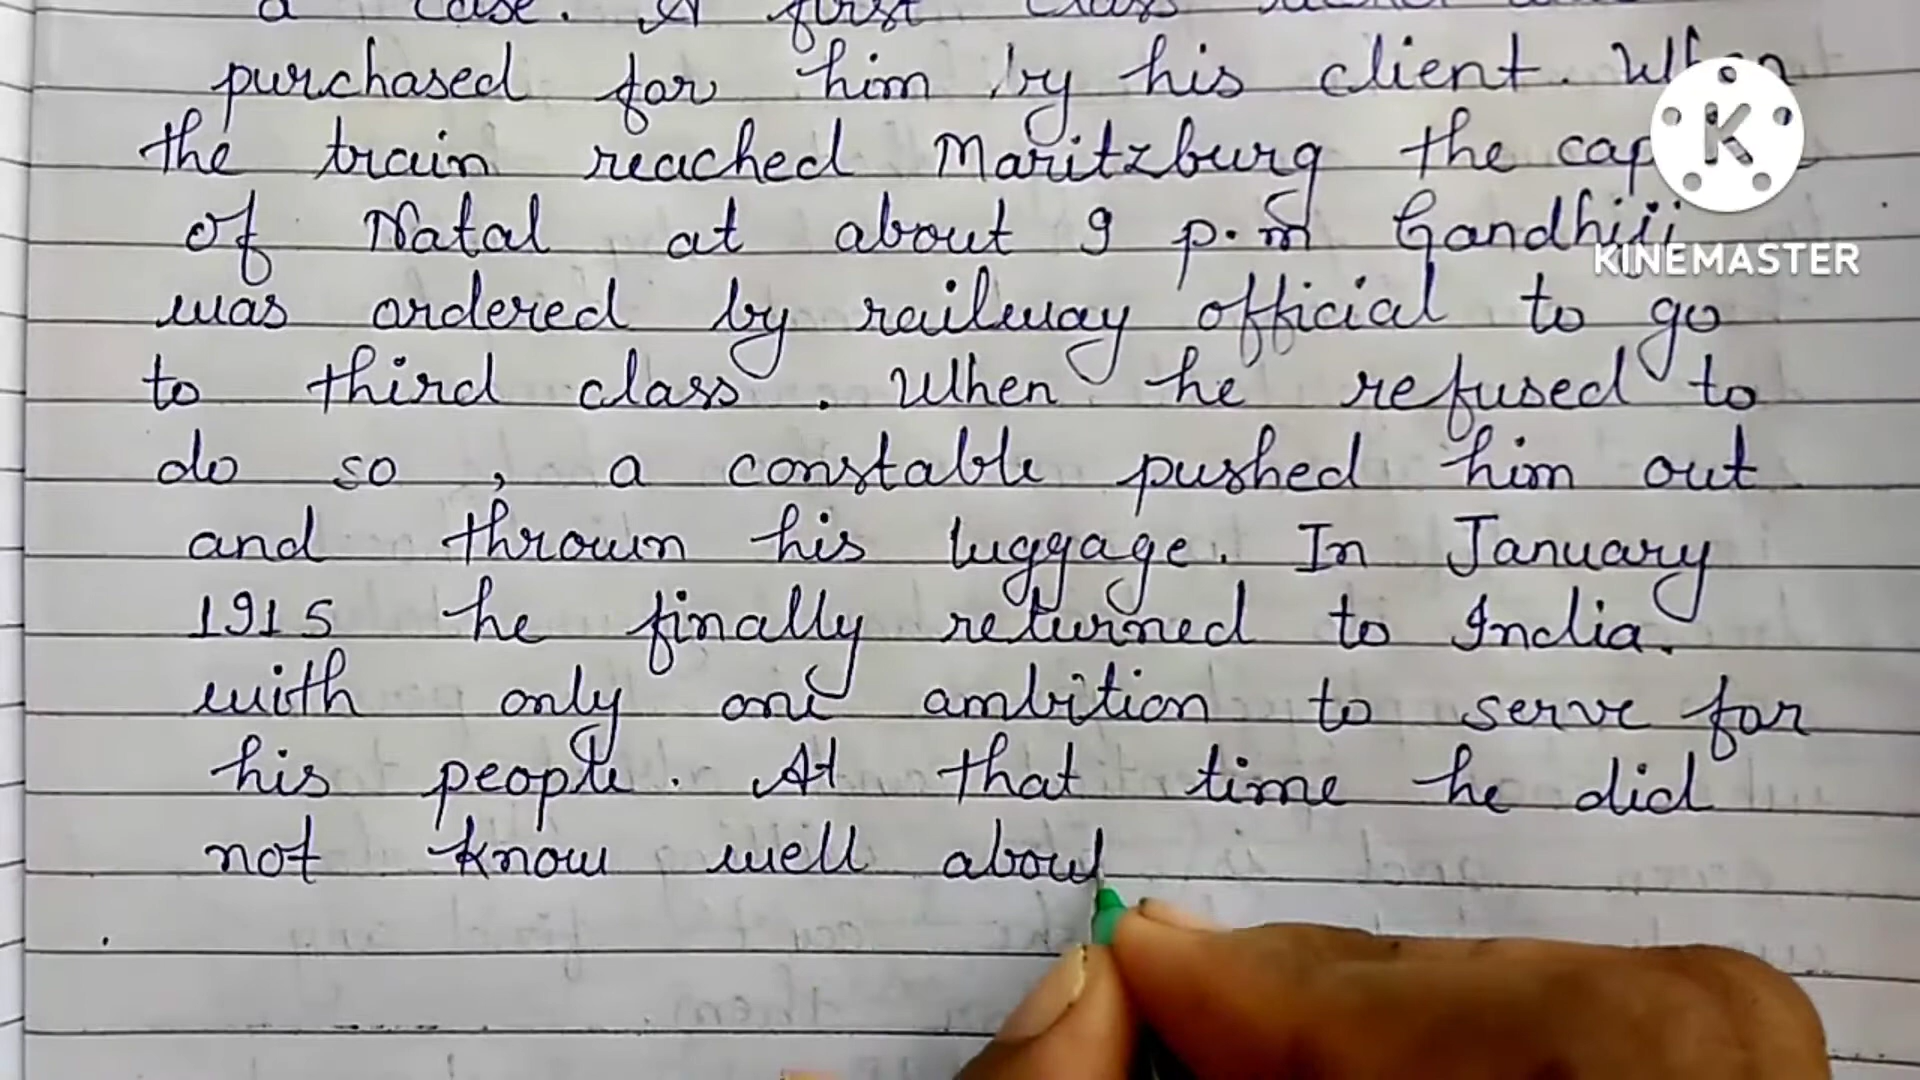 a case. A first class
purchased for him by his client. When
the train reached Maritzburg the cap
of Natal at about 9 p.m Gandhiji
was ordered by railway official to go
to third class. When he refused to
do so, a constable pushed him out
and thrown his luggage. In January
1915 he finally returned to India.
with only one ambition to serve for
his people. At that time he did
not know well about
K
KINEMASTER